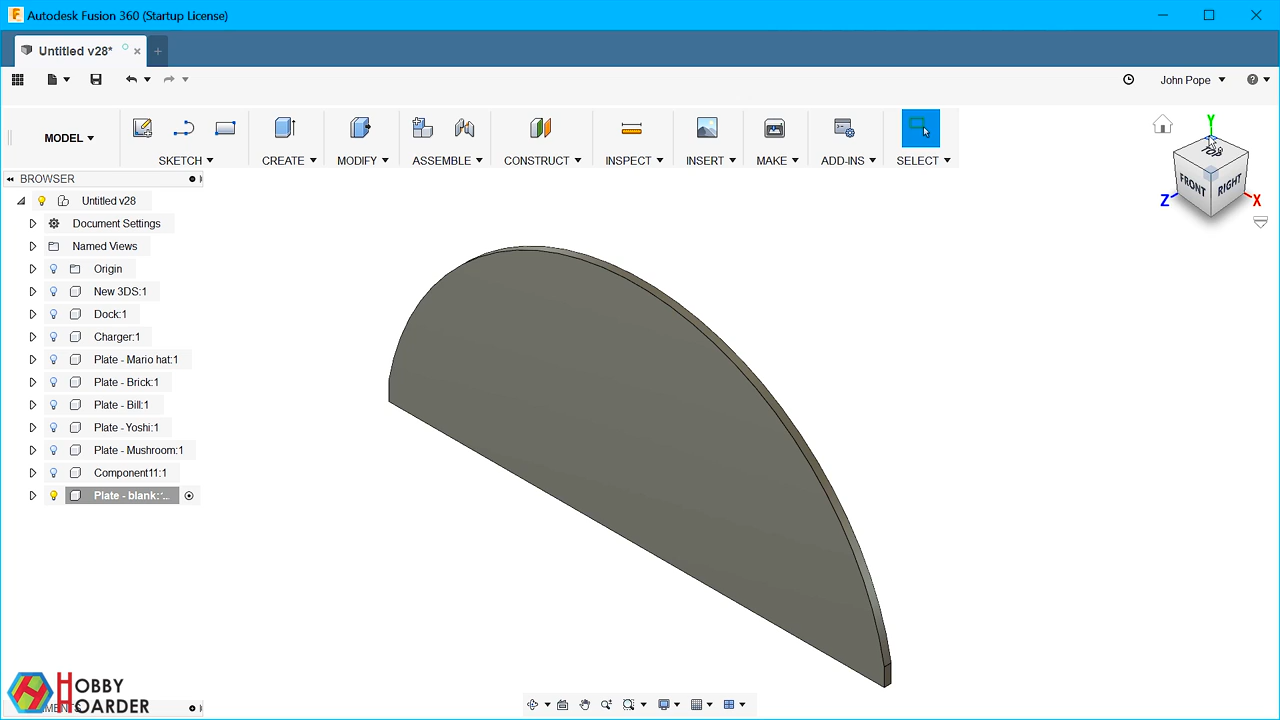 Autodesk Fusion 360 (Startup License)
Untitled v28*
John Pope
MODEL
SKETCH
CREATE
MODIFY
ASSEMBLE
CONSTRUCT
INSPECT
INSERT
MAKE
ADD-INS
SELECT
BROWSER
Untitled v28
Document Settings
Named Views
Origin
New 3DS:1
Dock:1
Charger:1
Plate - Mario hat:1
Plate - Brick:1
Plate - Bill:1
Plate - Yoshi:1
Plate - Mushroom:1
Component11:1
Plate - blank:'...
Y
FRONT
RIGHT
Z
X
HOBBY
HOARDER